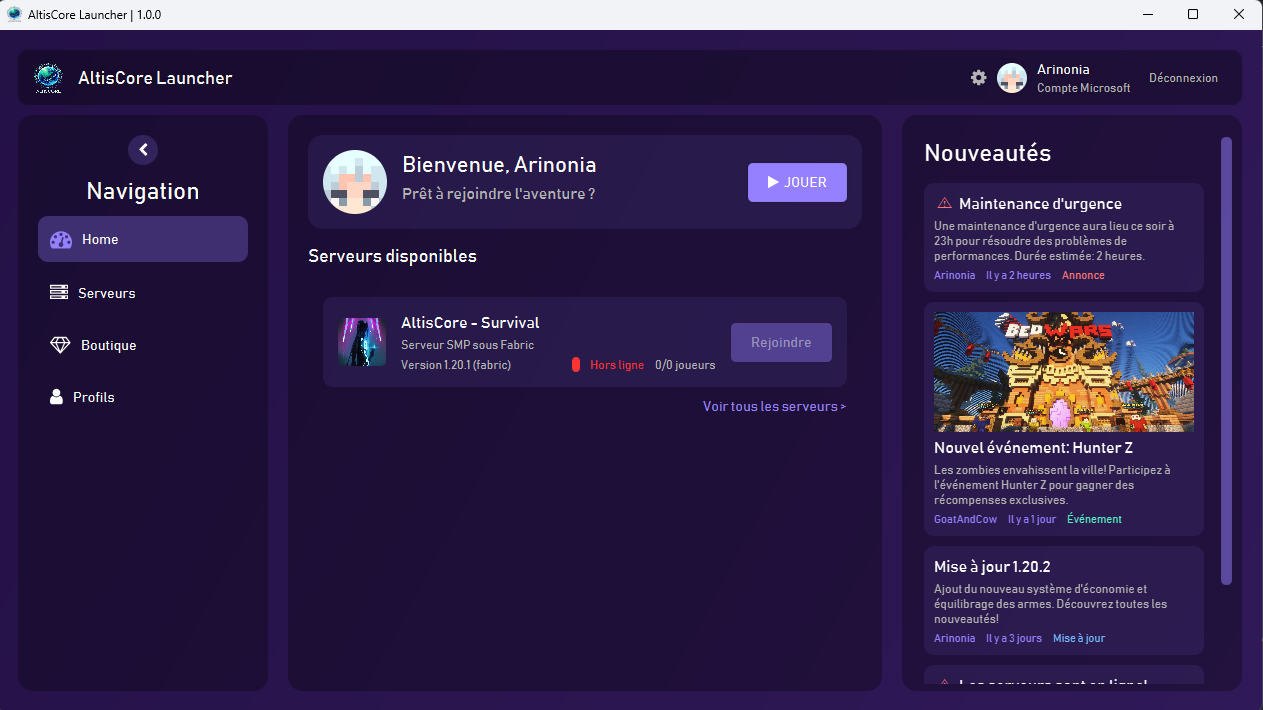 AltisCore Launcher | 1.0.0
AltisCore Launcher
Arinonia
Compte Microsoft
Déconnexion
Navigation
Home
Serveurs
Boutique
Profils
Bienvenue, Arinonia
Prêt à rejoindre l'aventure ?
JOUER
Serveurs disponibles
AltisCore - Survival
Serveur SMP sous Fabric
Version 1.20.1 (fabric)
Hors ligne
0/0 joueurs
Rejoindre
Voir tous les serveurs >
Nouveautés
Maintenance d'urgence
Une maintenance d'urgence aura lieu ce soir à
23h pour résoudre des problèmes de
performances. Durée estimée: 2 heures.
Arinonia Il y a 2 heures Annonce
BEDWARS
Nouvel événement: Hunter Z
Les zombies envahissent la ville! Participez à
l'événement Hunter Z pour gagner des
récompenses exclusives.
GoatAndCow Il y a 1 jour Événement
Mise à jour 1.20.2
Ajout du nouveau système d'économie et
équilibrage des armes. Découvrez toutes les
nouveautés!
Arinonia Il y a 3 jours Mise à jour
Les serveurs sont en ligne!